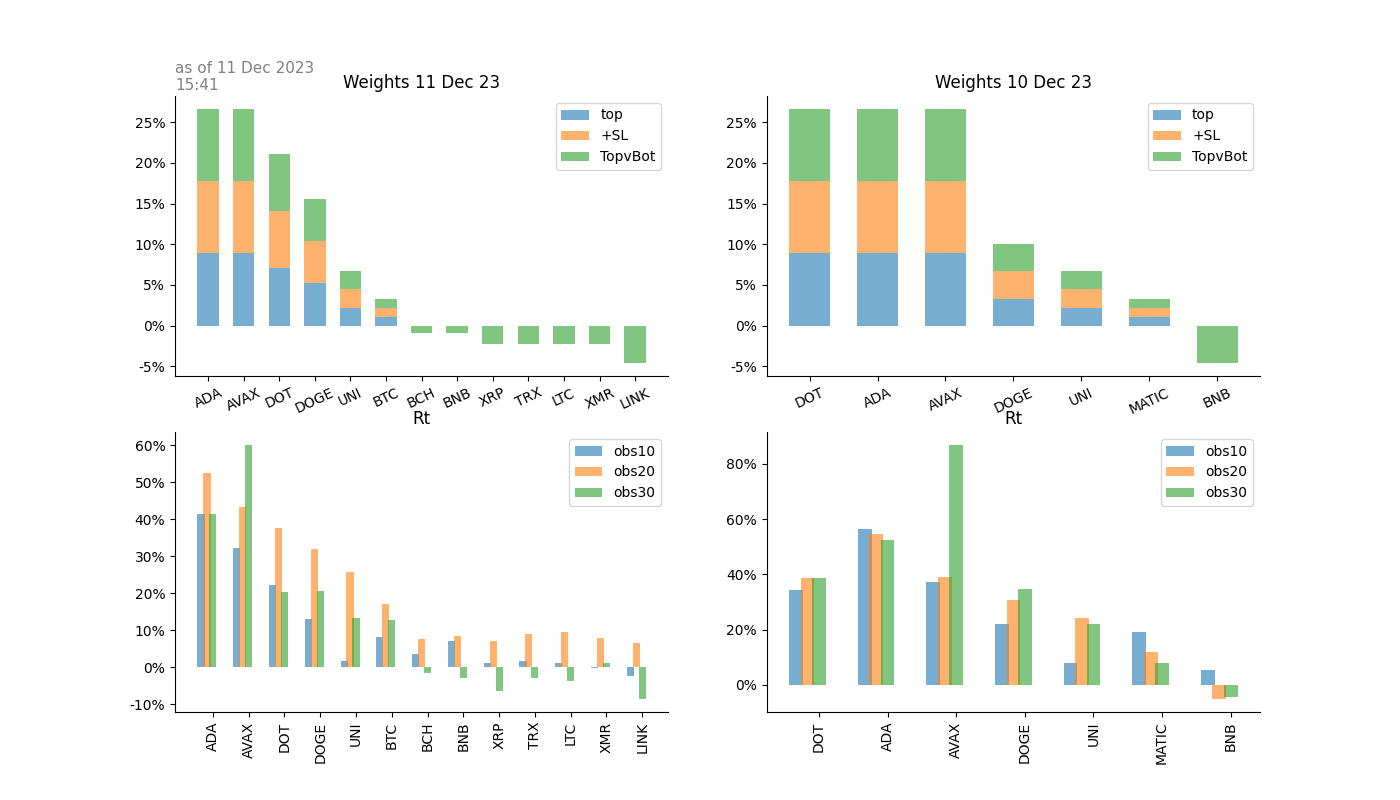 as of 11 Dec 2023
15:41
Weights 11 Dec 23
25%
20%
15%
10%
5%
0%
-5%
top
+SL
TopvBot
ADA AVAX DOT DOGE UNI BTC BCH BNB XRP TRX LTC XMR LINK
Weights 10 Dec 23
25%
20%
15%
10%
5%
0%
-5%
top
+SL
TopvBot
DOT ADA AVAX DOGE UNI MATIC BNB
Rt
60%
50%
40%
30%
20%
10%
0%
-10%
obs10
obs20
obs30
ADA AVAX DOT DOGE UNI BTC BCH BNB XRP TRX LTC XMR LINK
Rt
80%
60%
40%
20%
0%
obs10
obs20
obs30
DOT ADA AVAX DOGE UNI MATIC BNB